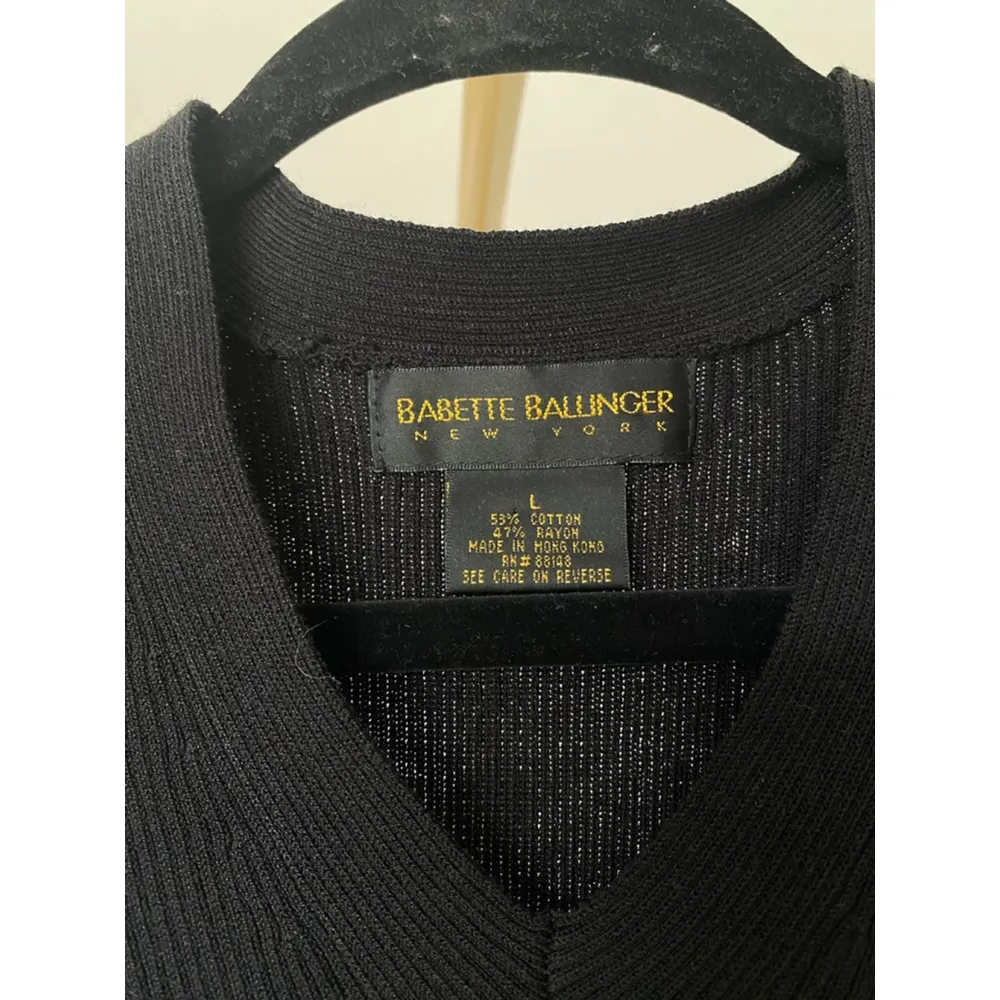 BABETTE BALLINGER
NEW YORK
L
53% COTTON
47% RAYON
MADE IN HONG KONG
RN# 88148
SEE CARE ON REVERSE